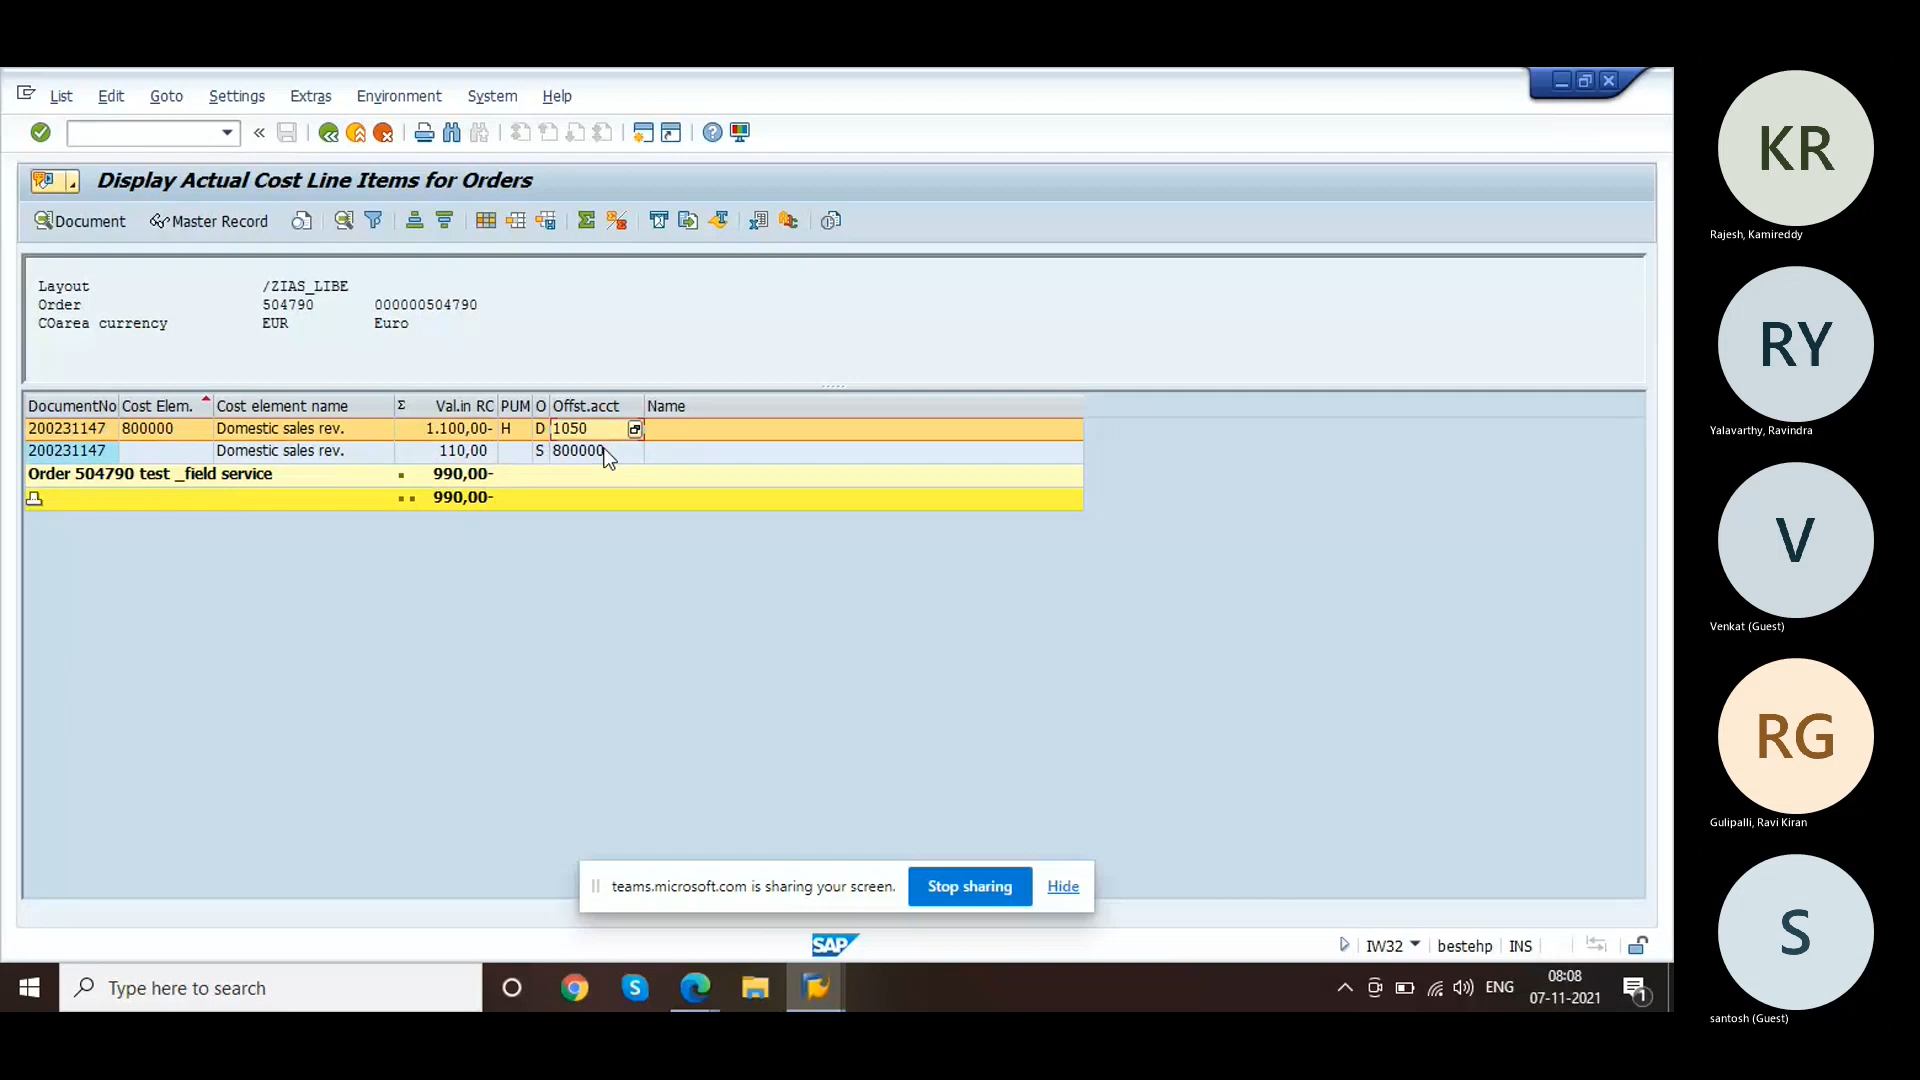 List Edit Goto Settings Extras Environment System Help
Display Actual Cost Line Items for Orders
Document Master Record
Layout /ZIAS_LIBE
Order 504790 000000504790
COarea currency EUR Euro
DocumentNo Cost Elem. Cost element name Σ Val.in RC PUM O Offst.acct Name
200231147 800000 Domestic sales rev. 1.100,00- H D 1050
200231147 Domestic sales rev. 110,00 S 800000
Order 504790 test _field service 990,00-
990,00-
teams.microsoft.com is sharing your screen. Stop sharing Hide
SAP
IW32 bestehp INS
Type here to search
S
ENG
08:08
07-11-2021
1
KR
Rajesh, Kamireddy
RY
Yalavarthy, Ravindra
V
Venkat (Guest)
RG
Gulipalli, Ravi Kiran
S
santosh (Guest)